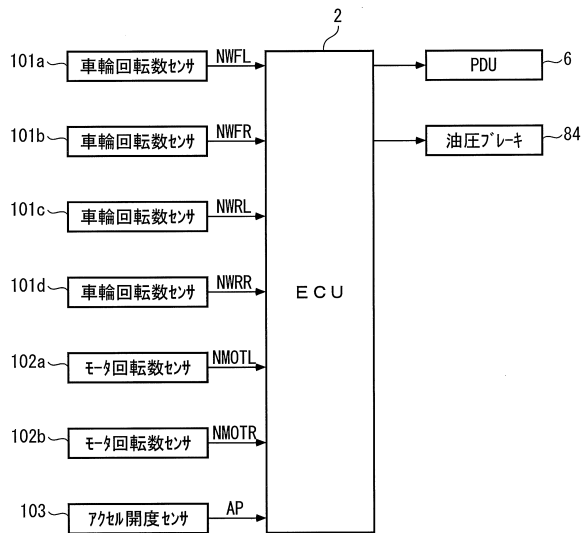 2
101a 車輪回転数センサ NWFL PDU 6
101b 車輪回転数センサ NWFR 油圧ブレーキ 84
101c 車輪回転数センサ NWRL
101d 車輪回転数センサ NWRR
ECU
102a モータ回転数センサ NMOTL
102b モータ回転数センサ NMOTR
103 アクセル開度センサ AP